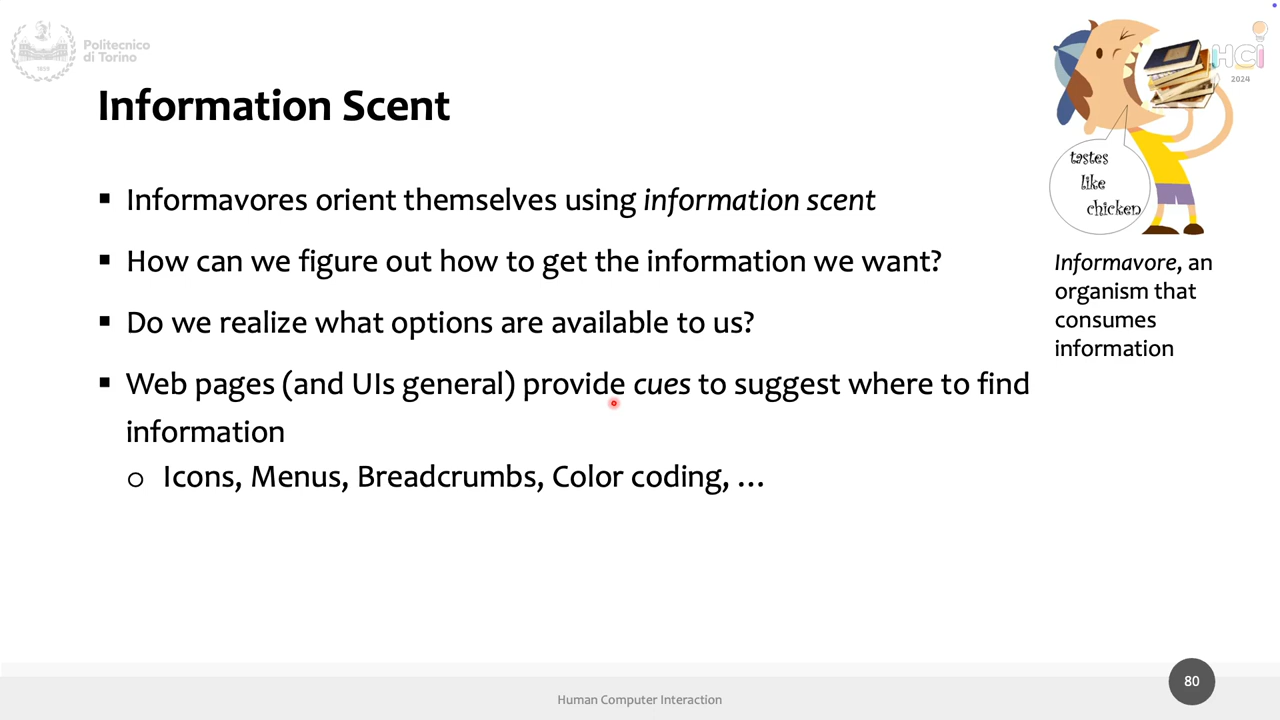 Politecnico
di Torino
1859
HCI
2024
Information Scent
▪ Informavores orient themselves using information scent
▪ How can we figure out how to get the information we want?
▪ Do we realize what options are available to us?
▪ Web pages (and UIs general) provide cues to suggest where to find
information
o Icons, Menus, Breadcrumbs, Color coding, …
tastes
like
chicken
Informavore, an
organism that
consumes
information
Human Computer Interaction
80